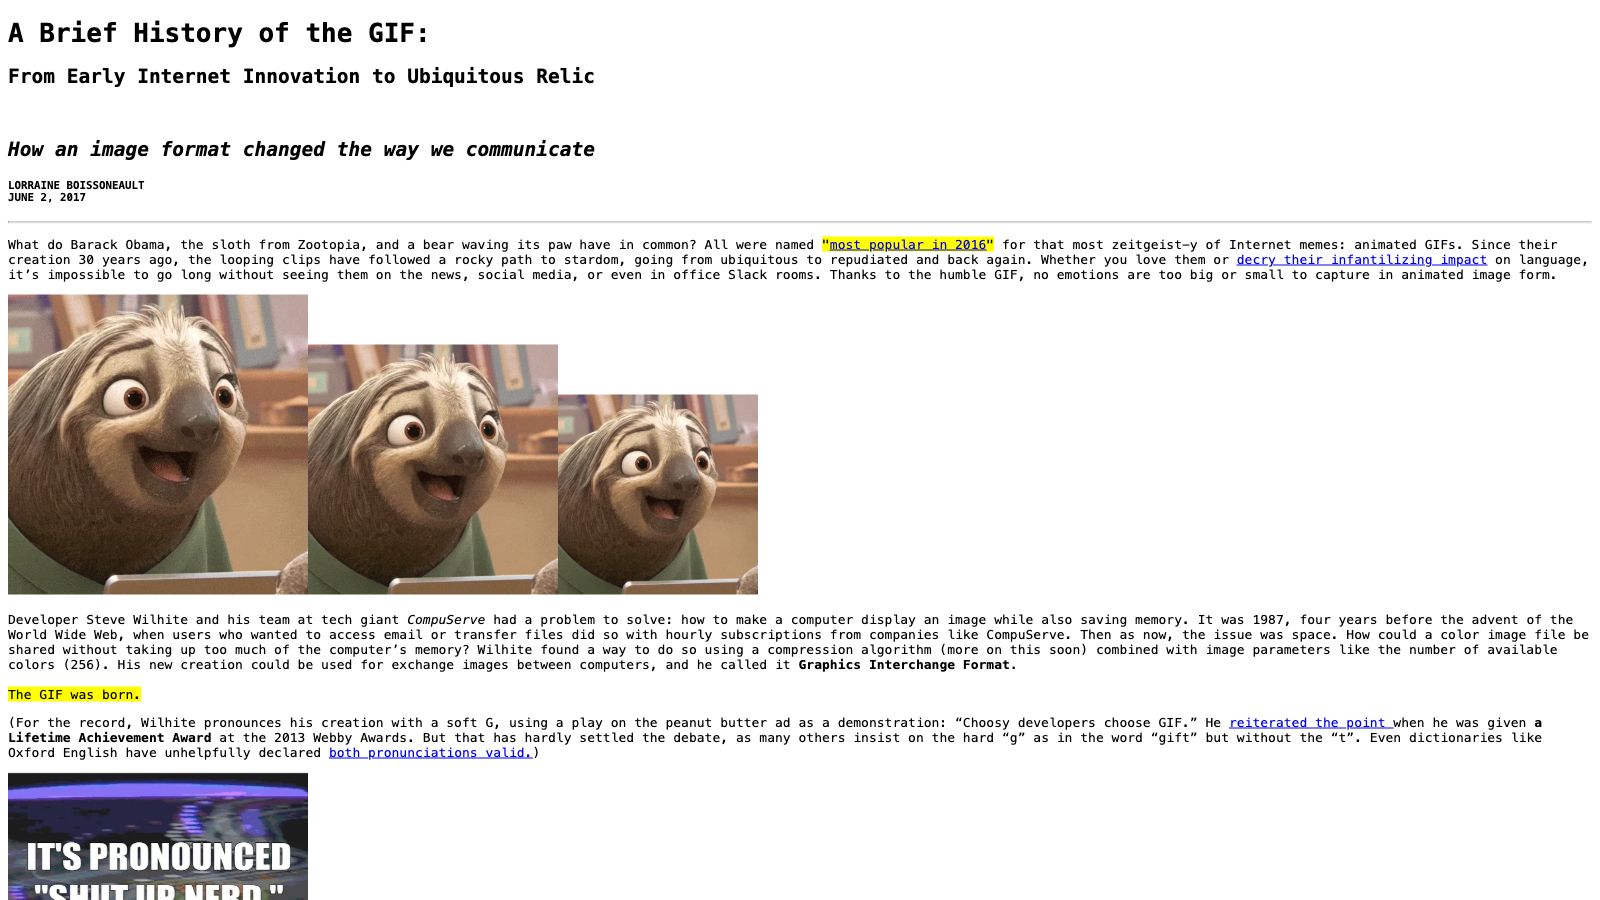 A Brief History of the GIF:
From Early Internet Innovation to Ubiquitous Relic
How an image format changed the way we communicate
LORRAINE BOISSONEAULT
JUNE 2, 2017
What do Barack Obama, the sloth from Zootopia, and a bear waving its paw have in common? All were named "most popular in 2016" for that most zeitgeist—y of Internet memes: animated GIFs. Since their
creation 30 years ago, the looping clips have followed a rocky path to stardom, going from ubiquitous to repudiated and back again. Whether you love them or decry their infantilizing impact on language,
it’s impossible to go long without seeing them on the news, social media, or even in office Slack rooms. Thanks to the humble GIF, no emotions are too big or small to capture in animated image form.
Developer Steve Wilhite and his team at tech giant CompuServe had a problem to solve: how to make a computer display an image while also saving memory. It was 1987, four years before the advent of the
World Wide Web, when users who wanted to access email or transfer files did so with hourly subscriptions from companies like CompuServe. Then as now, the issue was space. How could a color image file be
shared without taking up too much of the computer’s memory? Wilhite found a way to do so using a compression algorithm (more on this soon) combined with image parameters like the number of available
colors (256). His new creation could be used for exchange images between computers, and he called it Graphics Interchange Format.
The GIF was born.
(For the record, Wilhite pronounces his creation with a soft G, using a play on the peanut butter ad as a demonstration: “Choosy developers choose GIF.” He reiterated the point when he was given a
Lifetime Achievement Award at the 2013 Webby Awards. But that has hardly settled the debate, as many others insist on the hard “g” as in the word “gift” but without the “t”. Even dictionaries like
Oxford English have unhelpfully declared both pronunciations valid.)
IT'S PRONOUNCED
"SHUT UP NERD."